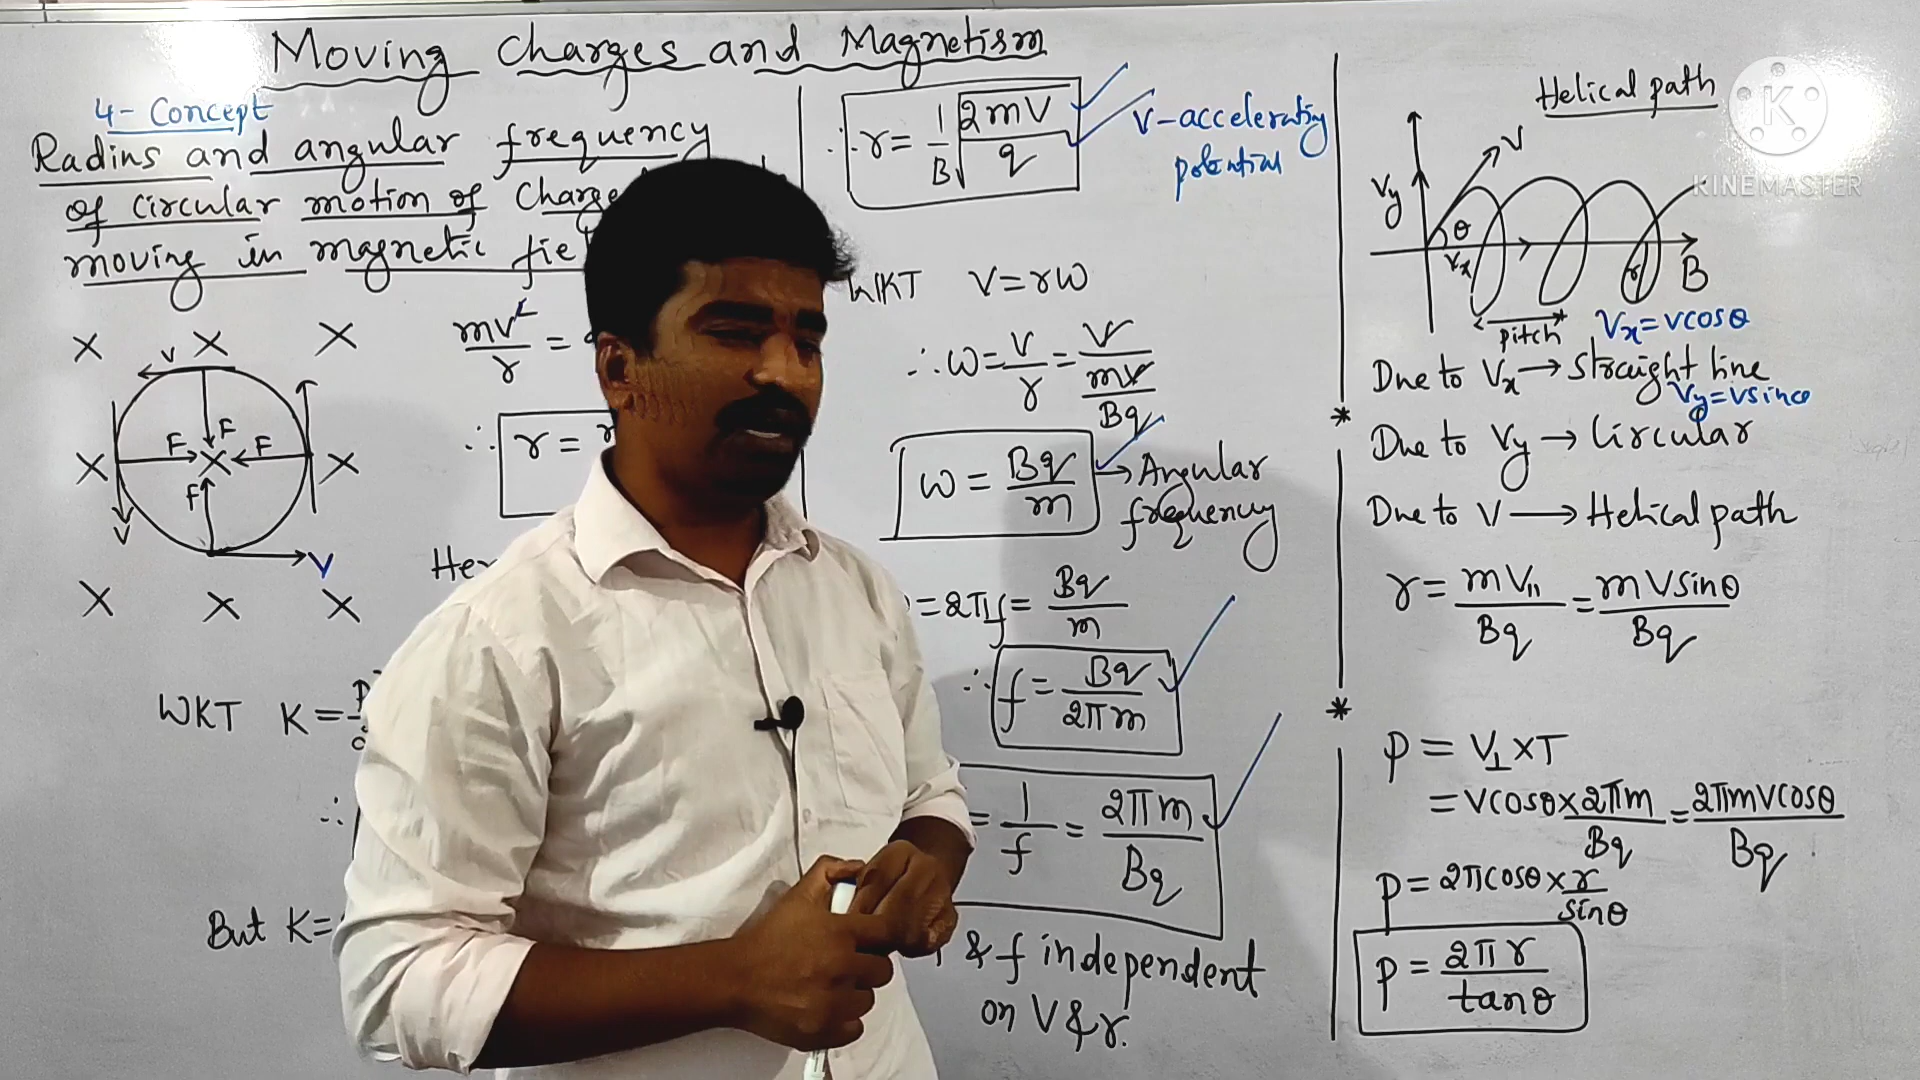 Moving Charges and Magnetism
4- Concept
Radius and angular frequency
of Circular motion of Charge
moving in magnetic fie
X X X
v
F F F
X X X
F
V V
X X X
mv²/r =
∴ r =
Her
WKT K =
∴
But K=
∴ r = 1/B √(2mV/q)
V-accelerating
potential
WKT V=rω
∴ ω = V/r = V/(mv/Bq)
ω = Bq/m → Angular
frequency
=2πf = Bq/m
∴ f = Bq/2πm
= 1/f = 2πm/Bq
& f independent
on V & r.
Helical path
K
KINEMASTER
V
Vy
θ
Vx
r
B
pitch
Vx=vcosθ
Due to Vx → straight line
Vy=vsinθ
* Due to Vy → Circular
Due to V → Helical path
r = mV11/Bq = mVsinθ/Bq
*
P = V⊥ x T
= Vcosθ x 2πm/Bq = 2πmVcosθ/Bq
P = 2πcosθ x r/sinθ
P = 2πr/tanθ